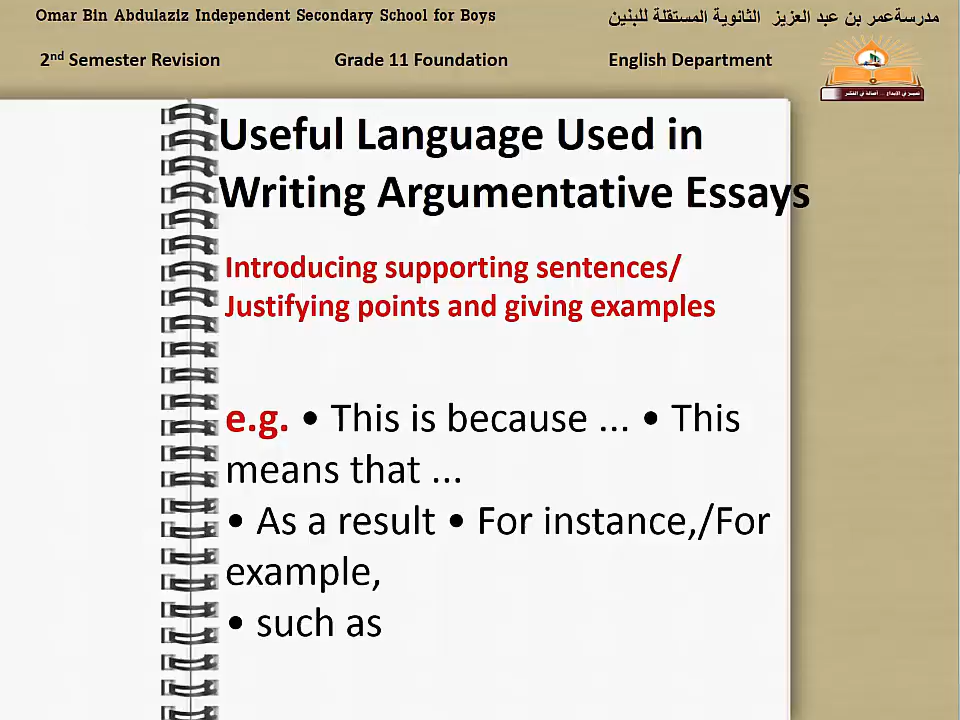 Omar Bin Abdulaziz Independent Secondary School for Boys
مدرسةعمر بن عبد العزيز الثانوية المستقلة للبنين
2nd Semester Revision
Grade 11 Foundation
English Department
Useful Language Used in
Writing Argumentative Essays
Introducing supporting sentences/
Justifying points and giving examples
e.g. • This is because ... • This
means that ...
• As a result • For instance,/For
example,
• such as